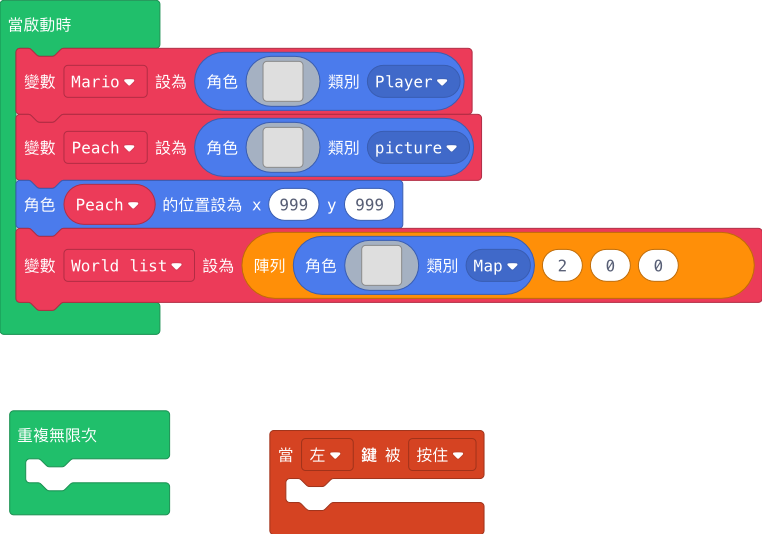 當啟動時
變數 Mario 設為 角色 類別 Player
變數 Peach 設為 角色 類別 picture
角色 Peach 的位置設為 x 999 y 999
變數 World list 設為 陣列 角色 類別 Map 2 0 0
重複無限次
當 左 鍵 被 按住